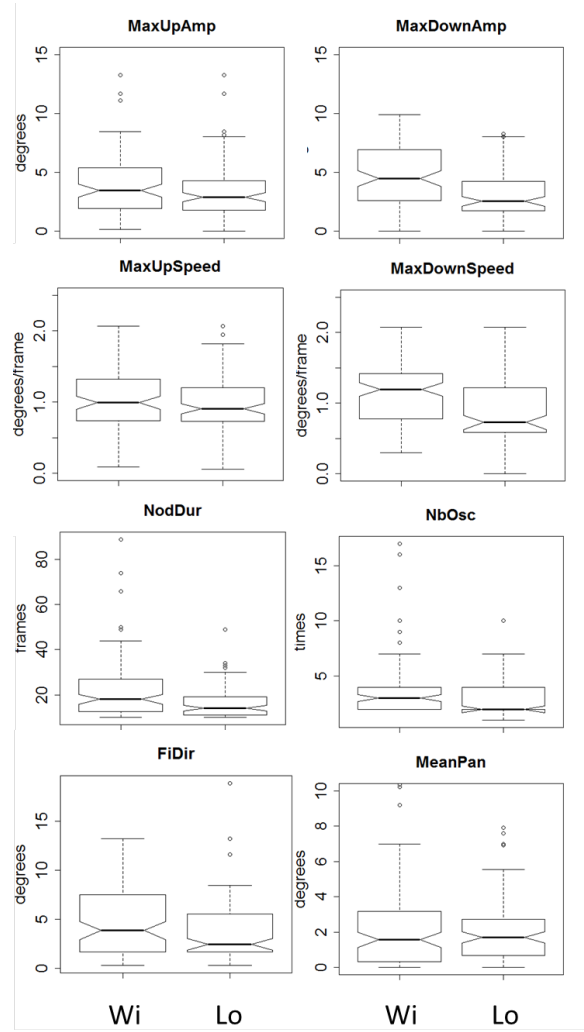 MaxUpAmp
15
10
5
0
degrees
MaxDownAmp
15
10
5
0
MaxUpSpeed
2.0
1.0
0.0
degrees/frame
MaxDownSpeed
2.0
1.0
0.0
degrees/frame
NodDur
80
60
40
20
frames
NbOsc
15
10
5
times
FiDir
15
10
5
0
degrees
MeanPan
10
8
6
4
2
0
degrees
Wi Lo Wi Lo